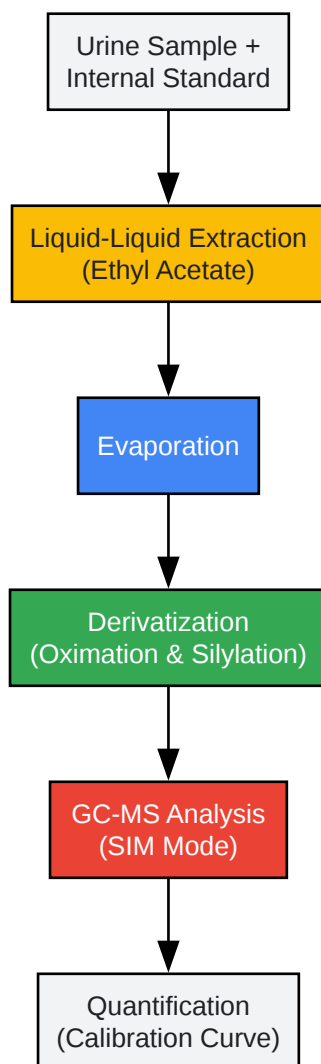 Urine Sample +
Internal Standard
Liquid-Liquid Extraction
(Ethyl Acetate)
Evaporation
Derivatization
(Oximation & Silylation)
GC-MS Analysis
(SIM Mode)
Quantification
(Calibration Curve)